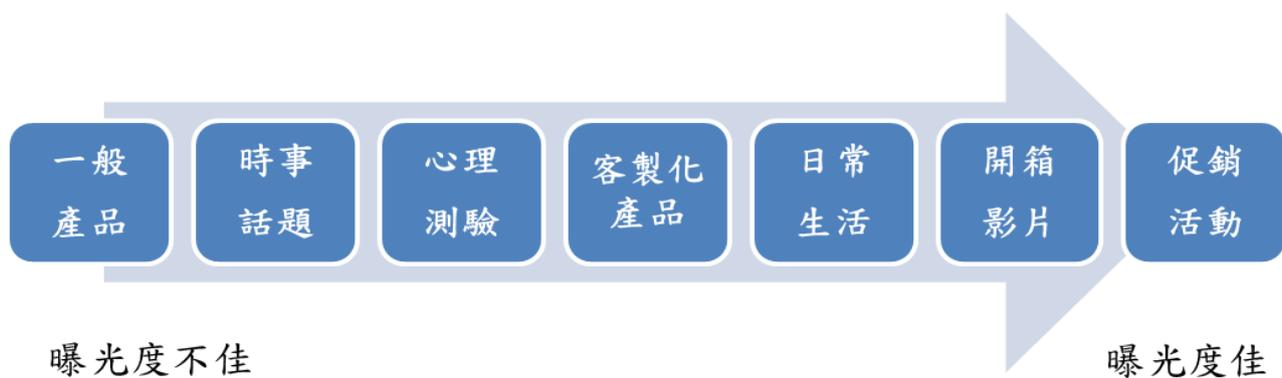 一般
產品
時事
話題
心理
測驗
客製化
產品
日常
生活
開箱
影片
促銷
活動
曝光度不佳
曝光度佳